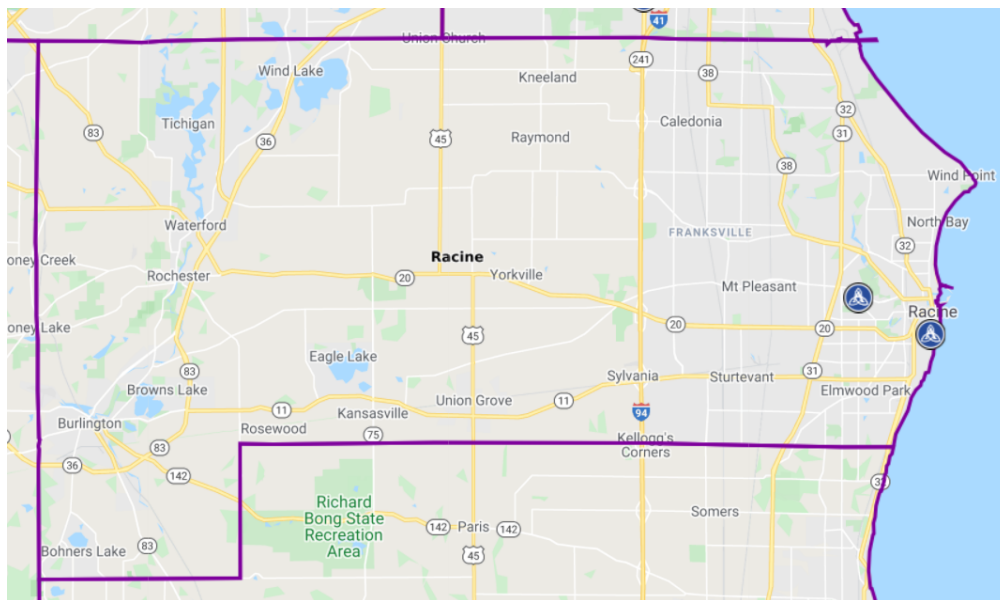 41
Union Church
241
Wind Lake
38
Kneeland
83
Tichigan
32
Caledonia
31
36
45
Raymond
38
Wind Point
Waterford
North Bay
FRANKSVILLE
32
oney Creek
Racine
Rochester
20
Yorkville
Mt Pleasant
Racine
oney Lake
45
20
20
Eagle Lake
83
31
Sylvania
Sturtevant
Browns Lake
Elmwood Park
11
Union Grove
11
94
Kansasville
Burlington
Rosewood
75
Kellogg's
Corners
83
36
142
32
Richard
Bong State
Recreation
Area
Somers
142
Paris
142
83
Bohners Lake
45